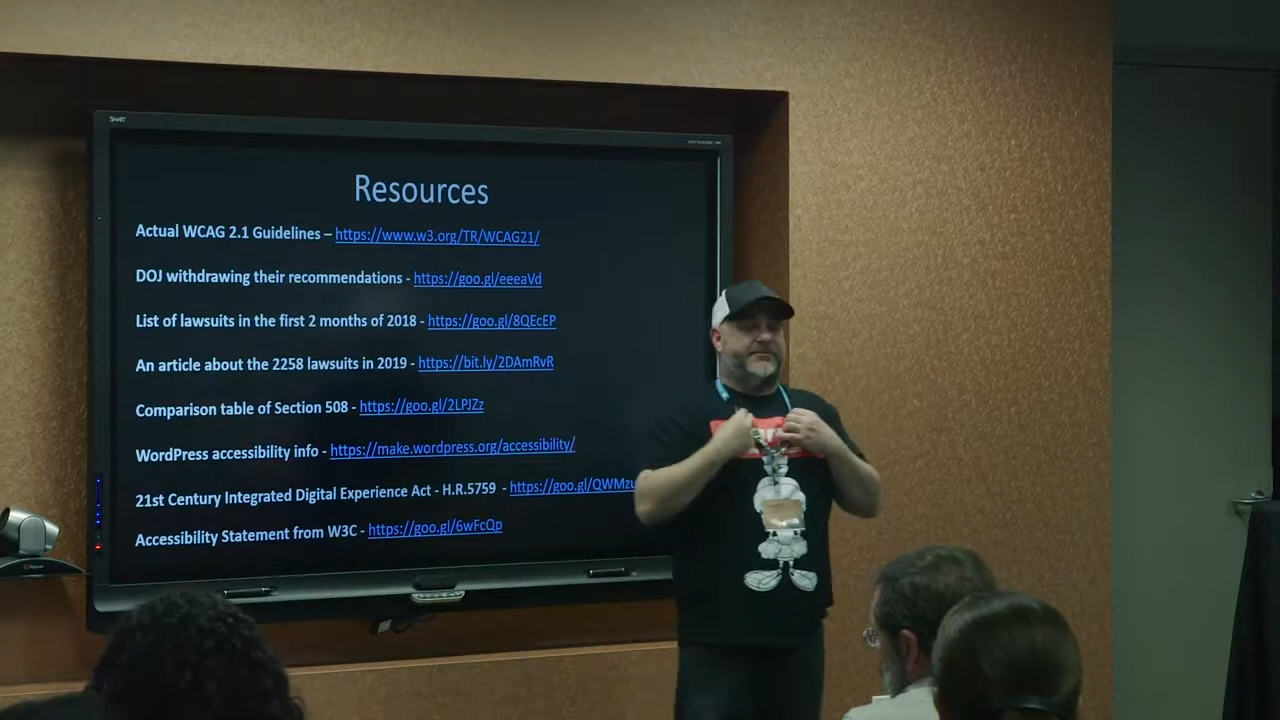 SMART
Resources
Actual WCAG 2.1 Guidelines – https://www.w3.org/TR/WCAG21/
DOJ withdrawing their recommendations - https://goo.gl/eeeaVd
List of lawsuits in the first 2 months of 2018 - https://goo.gl/8QEcEP
An article about the 2258 lawsuits in 2019 - https://bit.ly/2DAmRvR
Comparison table of Section 508 - https://goo.gl/2LPJZz
WordPress accessibility info - https://make.wordpress.org/accessibility/
21st Century Integrated Digital Experience Act - H.R.5759 - https://goo.gl/QWMzu
Accessibility Statement from W3C - https://goo.gl/6wFcQp